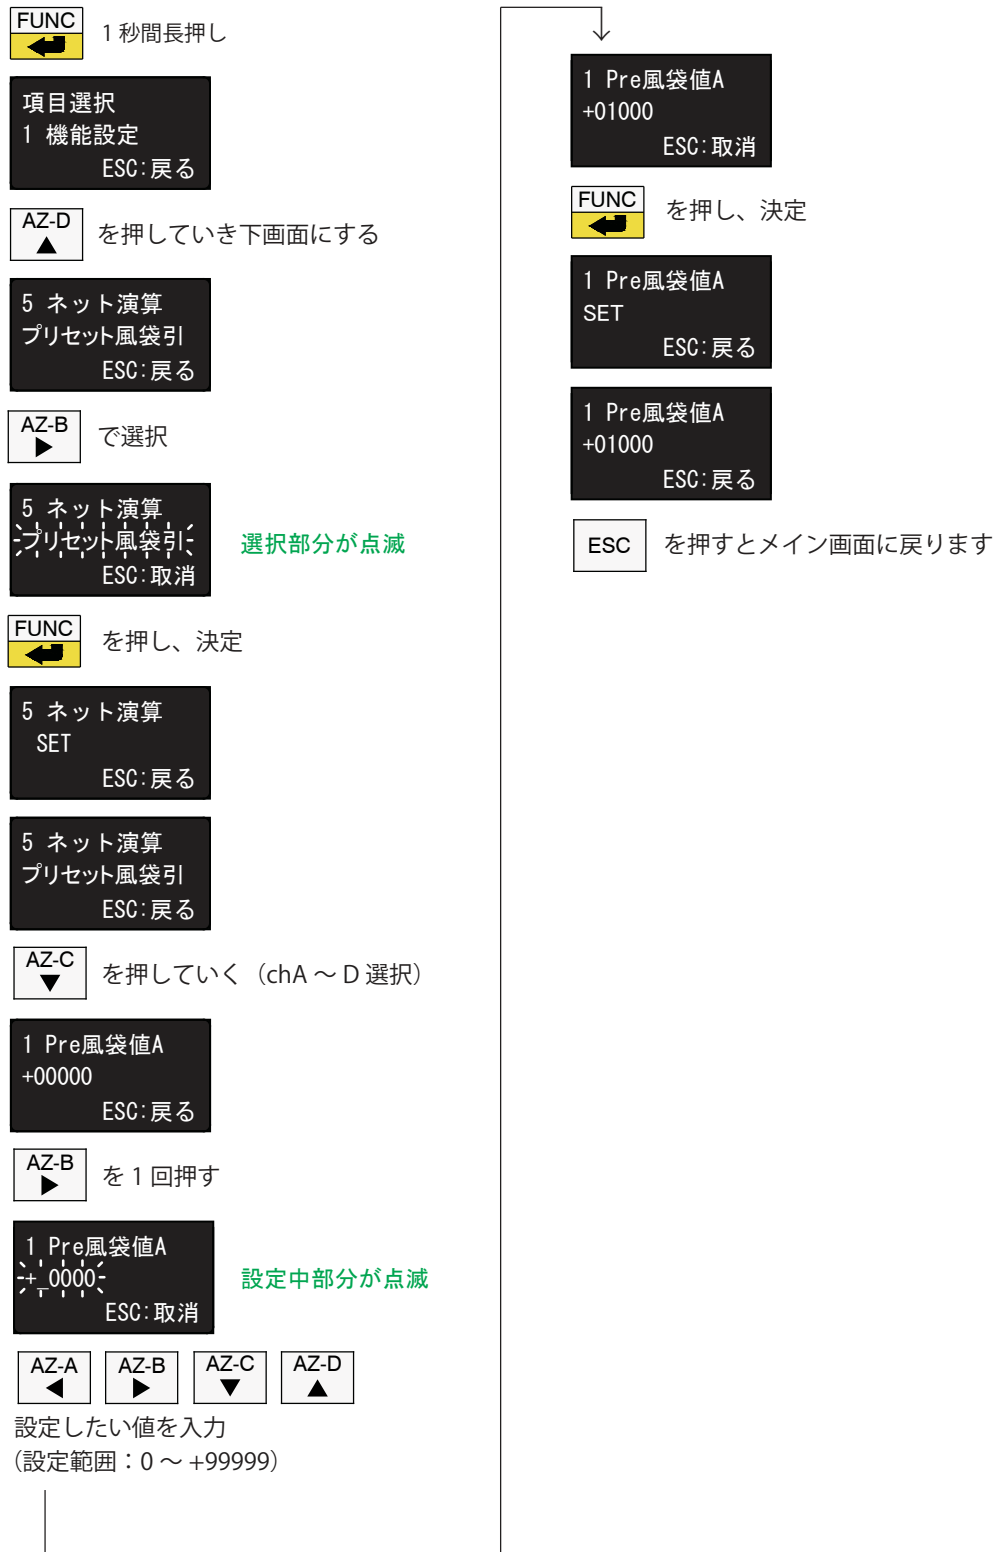 FUNC
1 秒間長押し
項目選択
1 機能設定
ESC:戻る
AZ-D
▲
を押していき下画面にする
5 ネット演算
プリセット風袋引
ESC:戻る
AZ-B
▶
で選択
5 ネット演算
プリセット風袋引
ESC:取消
選択部分が点滅
FUNC
を押し、決定
5 ネット演算
SET
ESC:戻る
5 ネット演算
プリセット風袋引
ESC:戻る
AZ-C
▼
を押していく（chA ～ D 選択）
1 Pre風袋値A
+00000
ESC:戻る
AZ-B
▶
を 1 回押す
1 Pre風袋値A
+_0000
ESC:取消
設定中部分が点滅
AZ-A AZ-B AZ-C AZ-D
◀ ▶ ▼ ▲
設定したい値を入力
（設定範囲：0 ～ +99999）
1 Pre風袋値A
+01000
ESC:取消
FUNC
を押し、決定
1 Pre風袋値A
SET
ESC:戻る
1 Pre風袋値A
+01000
ESC:戻る
ESC を押すとメイン画面に戻ります